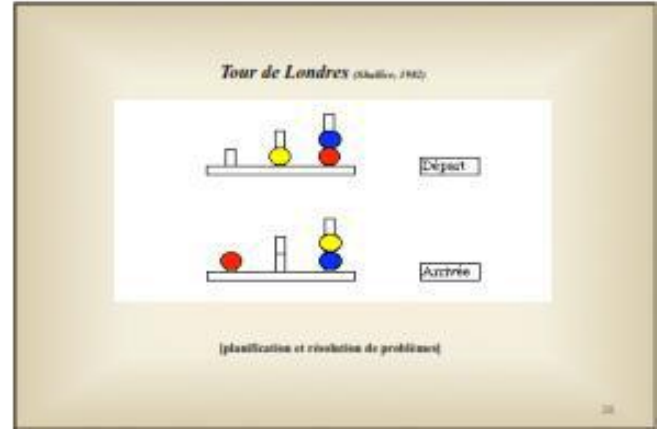 Tour de Londres (Shallice, 1982)
Départ
Arrivée
[planification et résolution de problèmes]